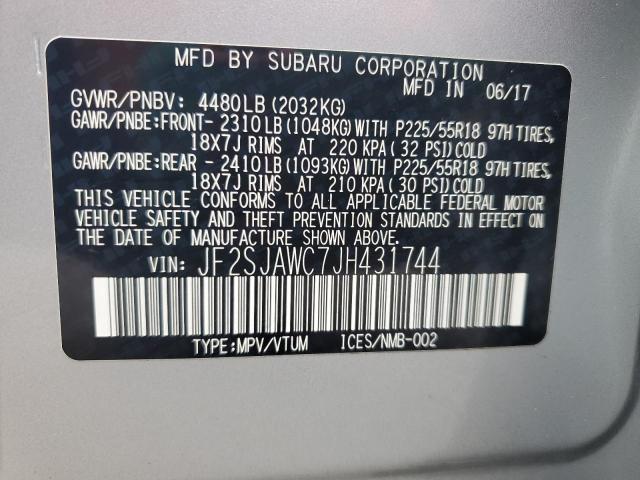 MFD BY SUBARU CORPORATION
MFD IN 06/17
GVWR/PNBV: 4480LB (2032KG)
GAWR/PNBE:FRONT- 2310LB (1048KG) WITH P225/55R18 97H TIRES,
18X7J RIMS AT 220 KPA ( 32 PSI) COLD
GAWR/PNBE:REAR - 2410LB (1093KG) WITH P225/55R18 97H TIRES,
18X7J RIMS AT 210 KPA ( 30 PSI) COLD
THIS VEHICLE CONFORMS TO ALL APPLICABLE FEDERAL MOTOR
VEHICLE SAFETY AND THEFT PREVENTION STANDARDS IN EFFECT ON
THE DATE OF MANUFACTURE SHOWN ABOVE.
VIN: JF2SJAWC7JH431744
TYPE:MPV/VTUM ICES/NMB-002